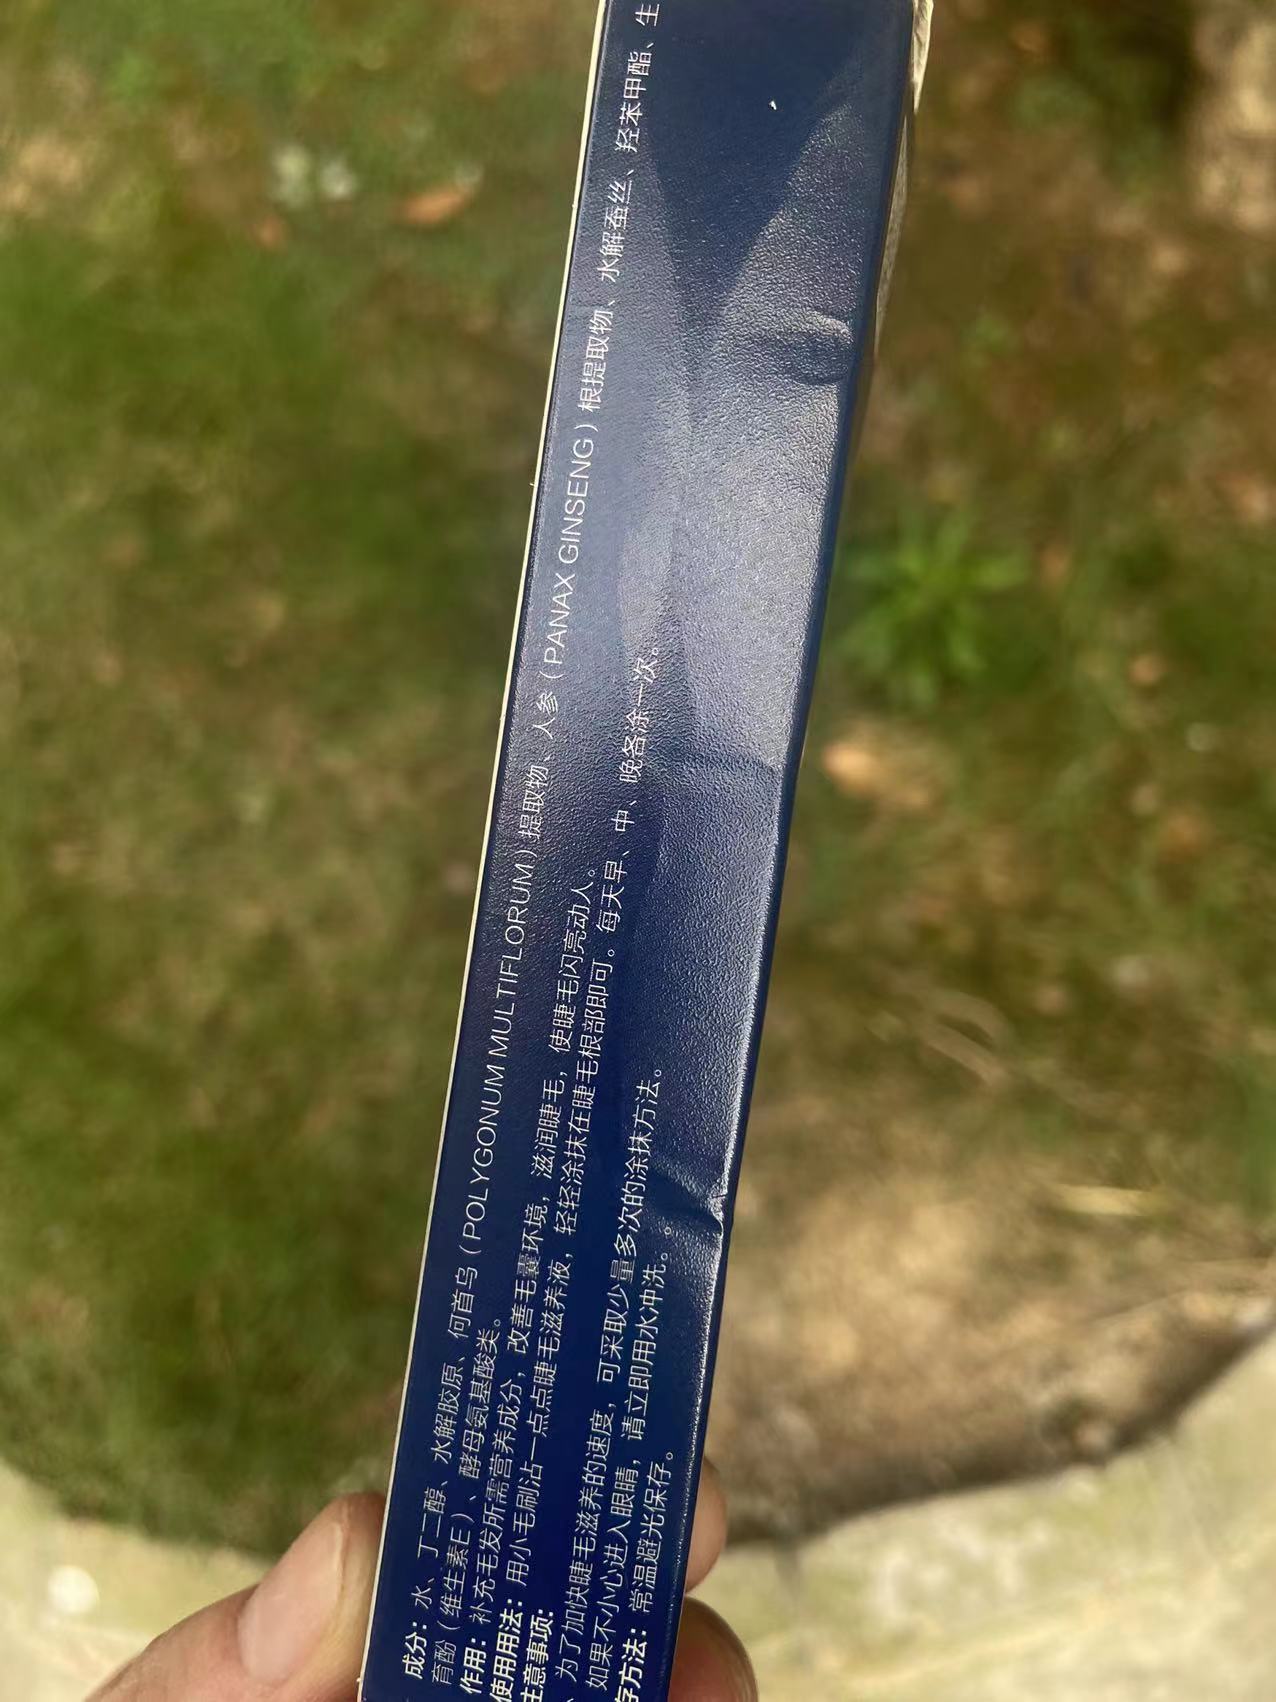 成分：水、丁二醇、水解胶原、何首乌（POLYGONUM MULTIFLORUM）提取物、人参（PANAX GINSENG）根提取物、水解蚕丝、羟苯甲酯、生
育酚（维生素E）、酵母氨基酸类。
作用：补充毛发所需营养成分，改善毛囊环境，滋润睫毛，使睫毛闪亮动人。
使用用法：用小毛刷沾一点点睫毛滋养液，轻轻涂抹在睫毛根部即可。每天早、中、晚各涂一次。
注意事项：
、为了加快睫毛滋养的速度，可采取少量多次的涂抹方法。
如果不小心进入眼睛，请立即用水冲洗。。
存方法：常温避光保存。